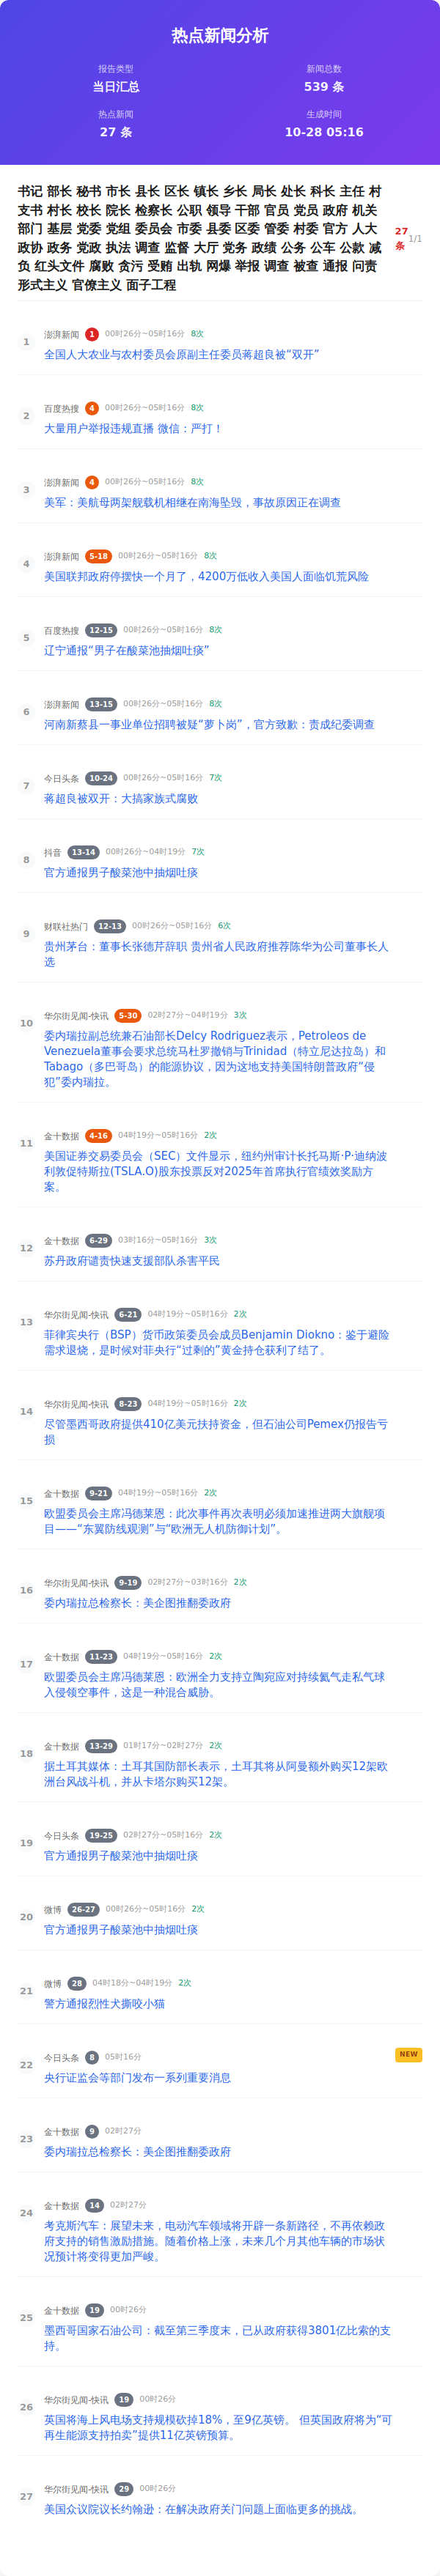 热点新闻分析
报告类型
当日汇总
新闻总数
539 条
热点新闻
27 条
生成时间
10-28 05:16
书记 部长 秘书 市长 县长 区长 镇长 乡长 局长 处长 科长 主任 村
支书 村长 校长 院长 检察长 公职 领导 干部 官员 党员 政府 机关
部门 基层 党委 党组 委员会 市委 县委 区委 管委 村委 官方 人大
政协 政务 党政 执法 调查 监督 大厅 党务 政绩 公务 公车 公款 减
负 红头文件 腐败 贪污 受贿 出轨 网爆 举报 调查 被查 通报 问责
形式主义 官僚主义 面子工程
27
条
1/1
1
澎湃新闻 1 00时26分~05时16分 8次
全国人大农业与农村委员会原副主任委员蒋超良被“双开”
2
百度热搜 4 00时26分~05时16分 8次
大量用户举报违规直播 微信：严打！
3
澎湃新闻 4 00时26分~05时16分 8次
美军：美航母两架舰载机相继在南海坠毁，事故原因正在调查
4
澎湃新闻 5-18 00时26分~05时16分 8次
美国联邦政府停摆快一个月了，4200万低收入美国人面临饥荒风险
5
百度热搜 12-15 00时26分~05时16分 8次
辽宁通报“男子在酸菜池抽烟吐痰”
6
澎湃新闻 13-15 00时26分~05时16分 8次
河南新蔡县一事业单位招聘被疑“萝卜岗”，官方致歉：责成纪委调查
7
今日头条 10-24 00时26分~05时16分 7次
蒋超良被双开：大搞家族式腐败
8
抖音 13-14 00时26分~04时19分 7次
官方通报男子酸菜池中抽烟吐痰
9
财联社热门 12-13 00时26分~05时16分 6次
贵州茅台：董事长张德芹辞职 贵州省人民政府推荐陈华为公司董事长人
选
10
华尔街见闻-快讯 5-30 02时27分~04时19分 3次
委内瑞拉副总统兼石油部长Delcy Rodriguez表示，Petroleos de
Venezuela董事会要求总统马杜罗撤销与Trinidad（特立尼达拉岛）和
Tabago（多巴哥岛）的能源协议，因为这地支持美国特朗普政府“侵
犯”委内瑞拉。
11
金十数据 4-16 04时19分~05时16分 2次
美国证券交易委员会（SEC）文件显示，纽约州审计长托马斯·P·迪纳波
利敦促特斯拉(TSLA.O)股东投票反对2025年首席执行官绩效奖励方
案。
12
金十数据 6-29 03时16分~05时16分 3次
苏丹政府谴责快速支援部队杀害平民
13
华尔街见闻-快讯 6-21 04时19分~05时16分 2次
菲律宾央行（BSP）货币政策委员会成员Benjamin Diokno：鉴于避险
需求退烧，是时候对菲央行“过剩的”黄金持仓获利了结了。
14
华尔街见闻-快讯 8-23 04时19分~05时16分 2次
尽管墨西哥政府提供410亿美元扶持资金，但石油公司Pemex仍报告亏
损
15
金十数据 9-21 04时19分~05时16分 2次
欧盟委员会主席冯德莱恩：此次事件再次表明必须加速推进两大旗舰项
目——“东翼防线观测”与“欧洲无人机防御计划”。
16
华尔街见闻-快讯 9-19 02时27分~03时16分 2次
委内瑞拉总检察长：美企图推翻委政府
17
金十数据 11-23 04时19分~05时16分 2次
欧盟委员会主席冯德莱恩：欧洲全力支持立陶宛应对持续氦气走私气球
入侵领空事件，这是一种混合威胁。
18
金十数据 13-29 01时17分~02时27分 2次
据土耳其媒体：土耳其国防部长表示，土耳其将从阿曼额外购买12架欧
洲台风战斗机，并从卡塔尔购买12架。
19
今日头条 19-25 02时27分~05时16分 2次
官方通报男子酸菜池中抽烟吐痰
20
微博 26-27 00时26分~05时16分 2次
官方通报男子酸菜池中抽烟吐痰
21
微博 28 04时18分~04时19分 2次
警方通报烈性犬撕咬小猫
22
今日头条 8 05时16分
NEW
央行证监会等部门发布一系列重要消息
23
金十数据 9 02时27分
委内瑞拉总检察长：美企图推翻委政府
24
金十数据 14 02时27分
考克斯汽车：展望未来，电动汽车领域将开辟一条新路径，不再依赖政
府支持的销售激励措施。随着价格上涨，未来几个月其他车辆的市场状
况预计将变得更加严峻。
25
金十数据 19 00时26分
墨西哥国家石油公司：截至第三季度末，已从政府获得3801亿比索的支
持。
26
华尔街见闻-快讯 19 00时26分
英国将海上风电场支持规模砍掉18%，至9亿英镑。 但英国政府将为“可
再生能源支持拍卖”提供11亿英镑预算。
27
华尔街见闻-快讯 29 00时26分
美国众议院议长约翰逊：在解决政府关门问题上面临更多的挑战。